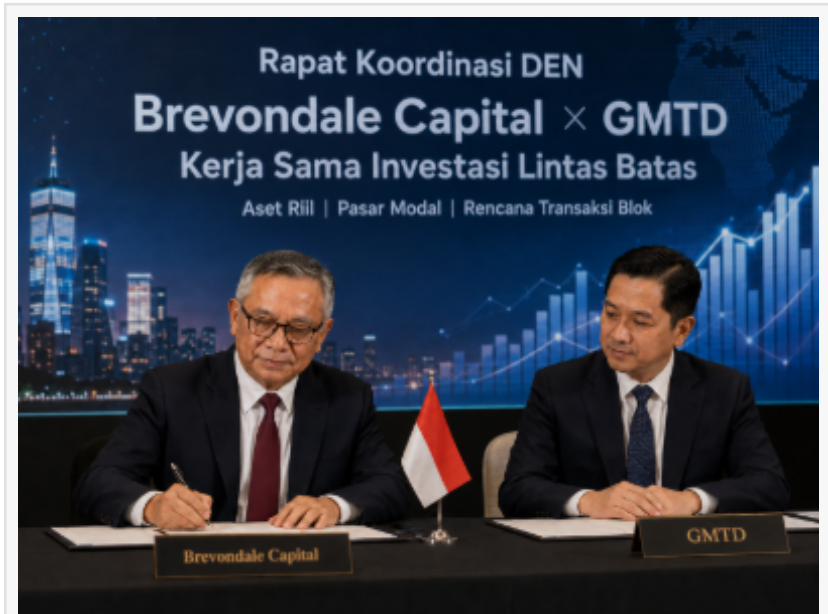 Rapat Koordinasi DEN
Brevondale Capital × GMTD
Kerja Sama Investasi Lintas Batas
Aset Riil | Pasar Modal | Rencana Transaksi Blok
Brevondale Capital
GMTD